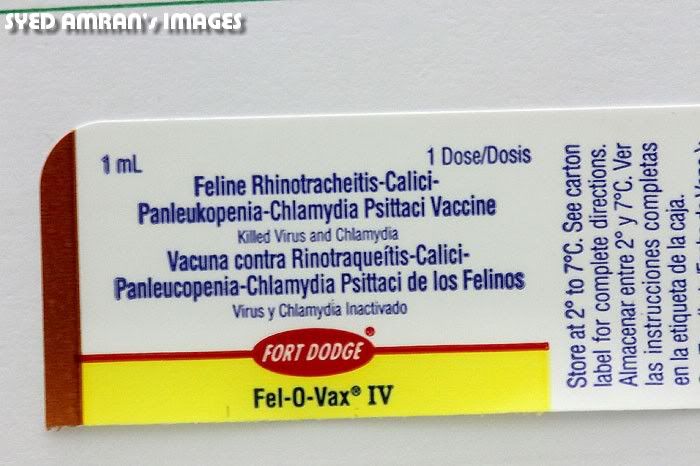 SYED AMRAN's IMAGES
1 mL
1 Dose/Dosis
Feline Rhinotracheitis-Calici-
Panleukopenia-Chlamydia Psittaci Vaccine
Killed Virus and Chlamydia
Vacuna contra Rinotraqueítis-Calici-
Panleucopenia-Chlamydia Psittaci de los Felinos
Virus y Chlamydia Inactivado
FORT DODGE®
Fel-O-Vax® IV
Store at 2° to 7°C. See carton
label for complete directions.
Almacenar entre 2° y 7°C. Ver
las instrucciones completas
en la etiqueta de la caja.